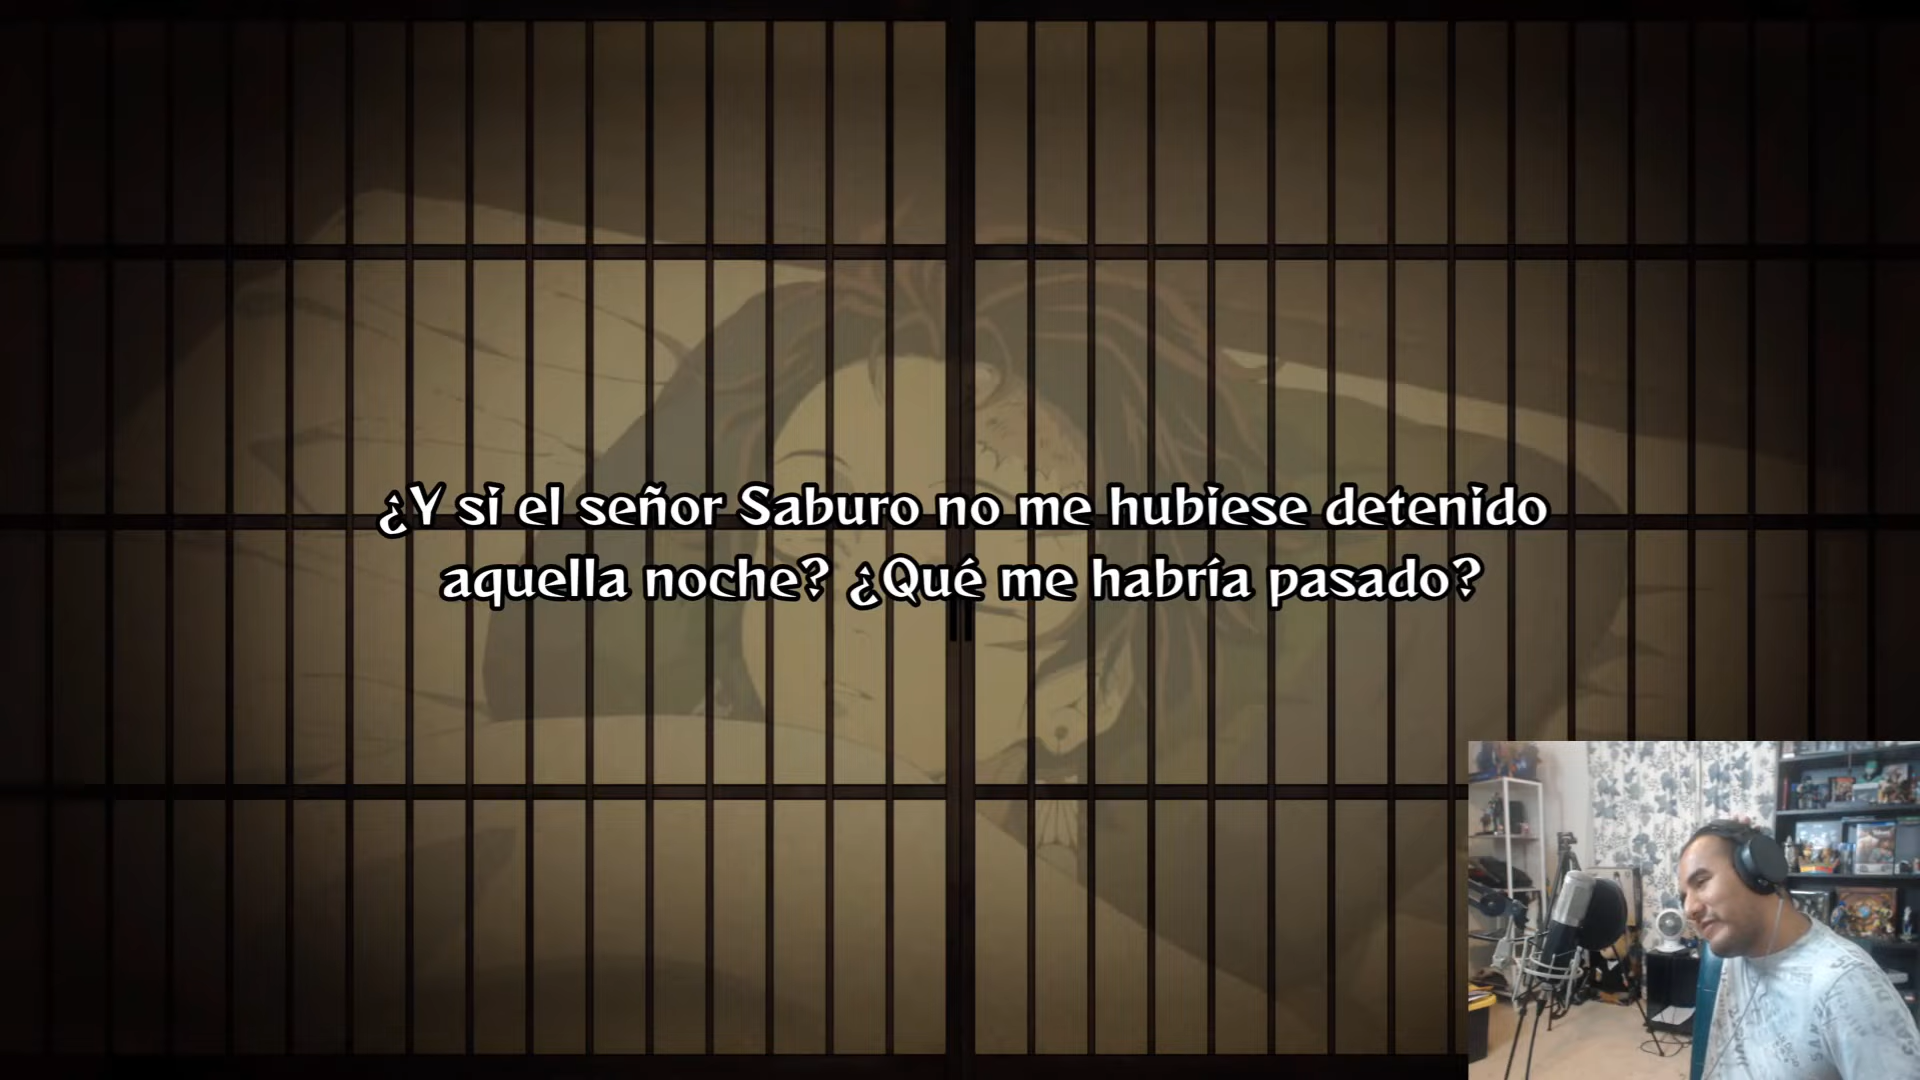 ¿Y si el señor Saburo no me hubiese detenido
aquella noche? ¿Qué me habría pasado?